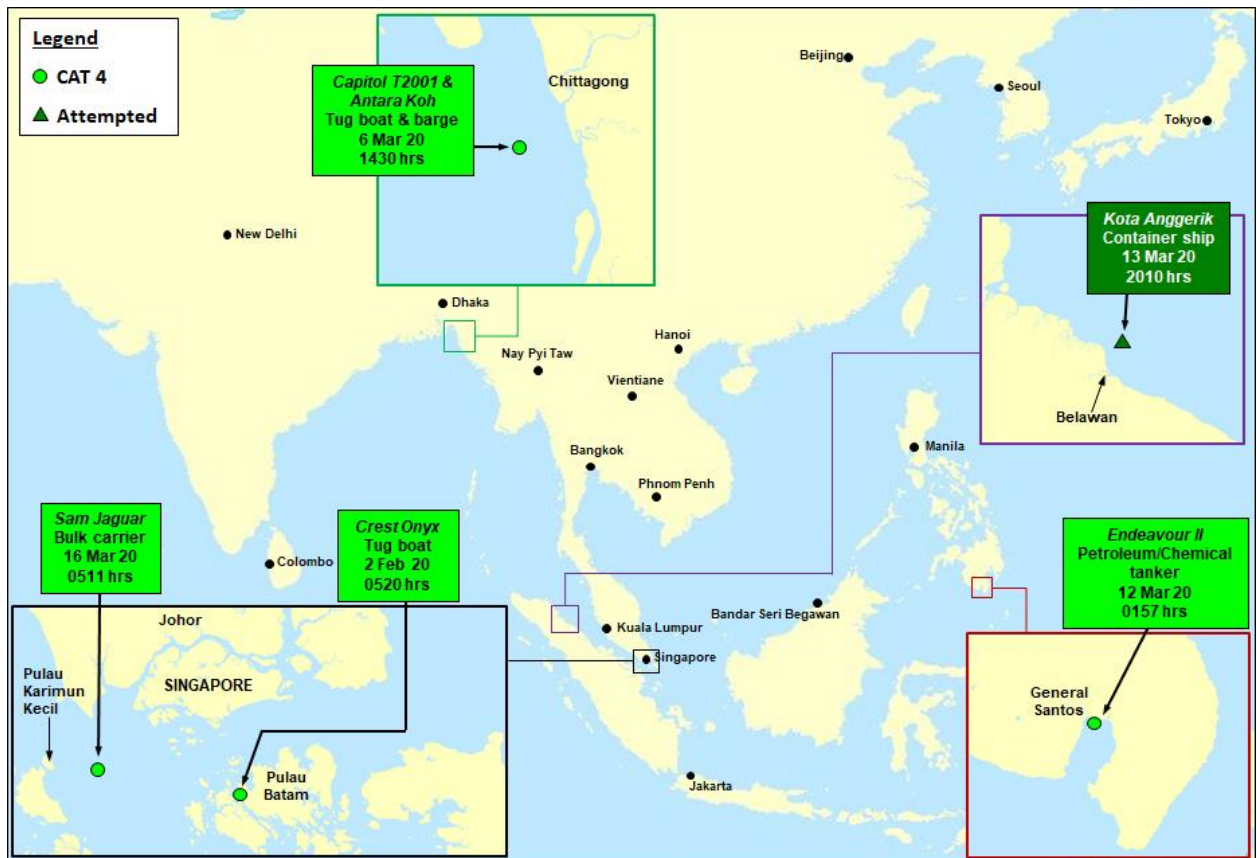 Legend
CAT 4
Attempted
Capitol T2001 &
Antara Koh
Tug boat & barge
6 Mar 20
1430 hrs
Chittagong
Beijing
Seoul
Tokyo
New Delhi
Kota Anggerik
Container ship
13 Mar 20
2010 hrs
Belawan
Dhaka
Hanoi
Nay Pyi Taw
Vientiane
Manila
Bangkok
Phnom Penh
Sam Jaguar
Bulk carrier
16 Mar 20
0511 hrs
Colombo
Crest Onyx
Tug boat
2 Feb 20
0520 hrs
Endeavour II
Petroleum/Chemical
tanker
12 Mar 20
0157 hrs
Bandar Seri Begawan
Kuala Lumpur
Singapore
Jakarta
Johor
Pulau
Karimun
Kecil
SINGAPORE
Pulau
Batam
General
Santos